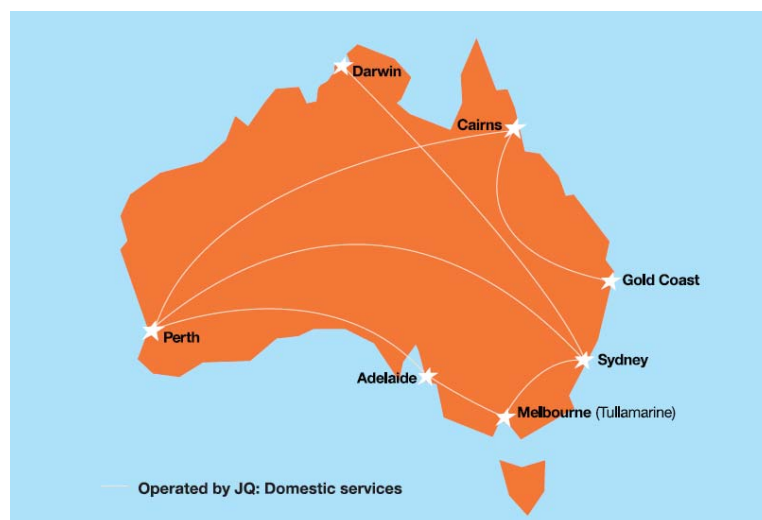 Darwin
Cairns
Gold Coast
Perth
Sydney
Adelaide
Melbourne (Tullamarine)
Operated by JQ: Domestic services